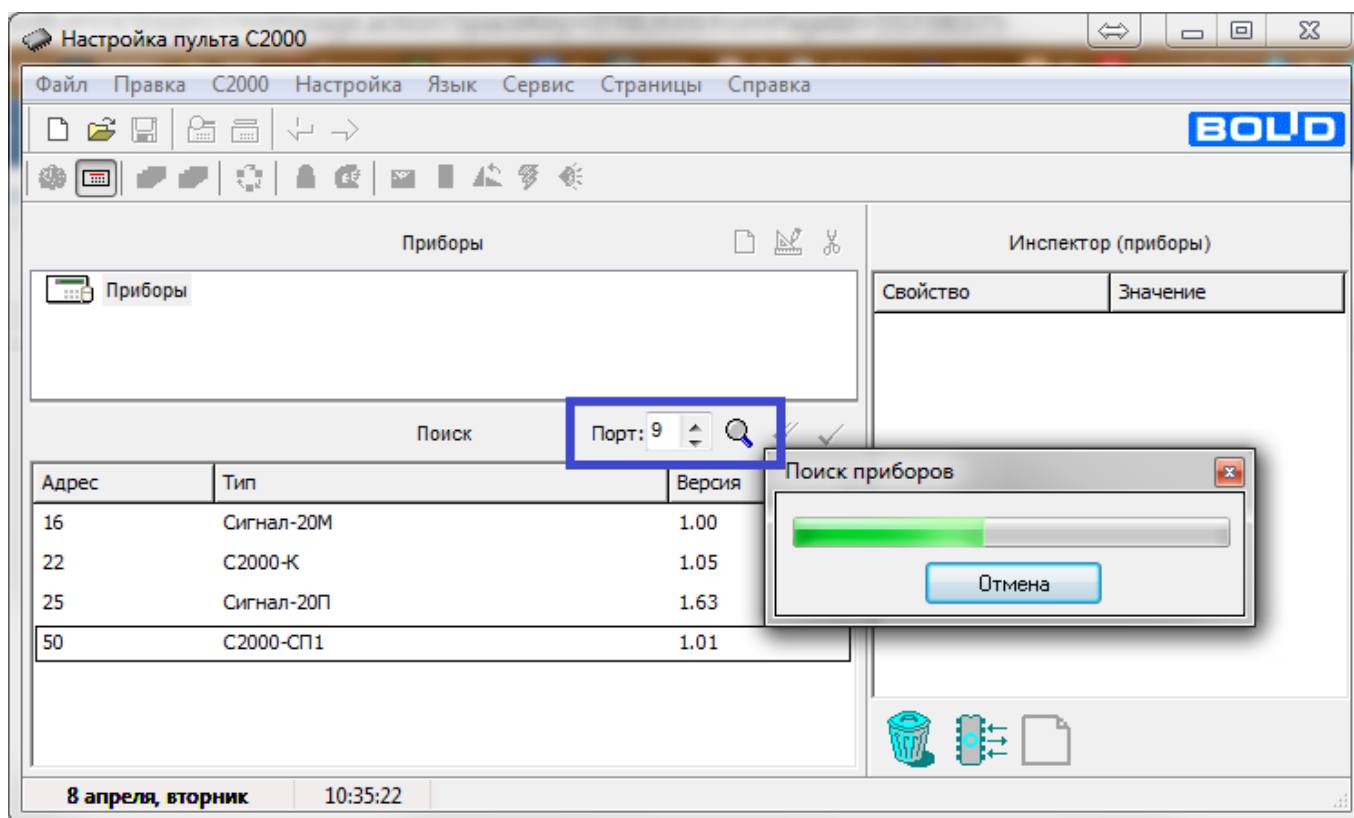 Настройка пульта С2000
Файл Правка С2000 Настройка Язык Сервис Страницы Справка
BOLID
Приборы
Инспектор (приборы)
Приборы
Свойство Значение
Поиск Порт: 9
Адрес Тип Версия
Поиск приборов
16 Сигнал-20М 1.00
22 С2000-К 1.05
Отмена
25 Сигнал-20П 1.63
50 С2000-СП1 1.01
8 апреля, вторник 10:35:22